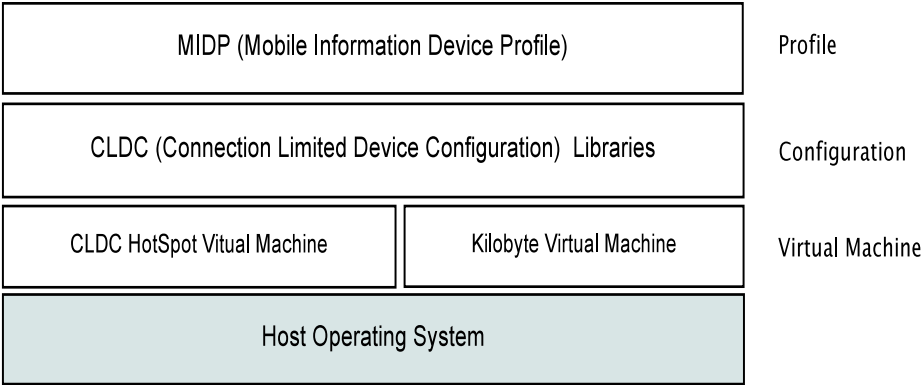 MIDP (Mobile Information Device Profile)
Profile
CLDC (Connection Limited Device Configuration)  Libraries
Configuration
CLDC HotSpot Vitual Machine
Kilobyte Virtual Machine
Virtual Machine
Host Operating System